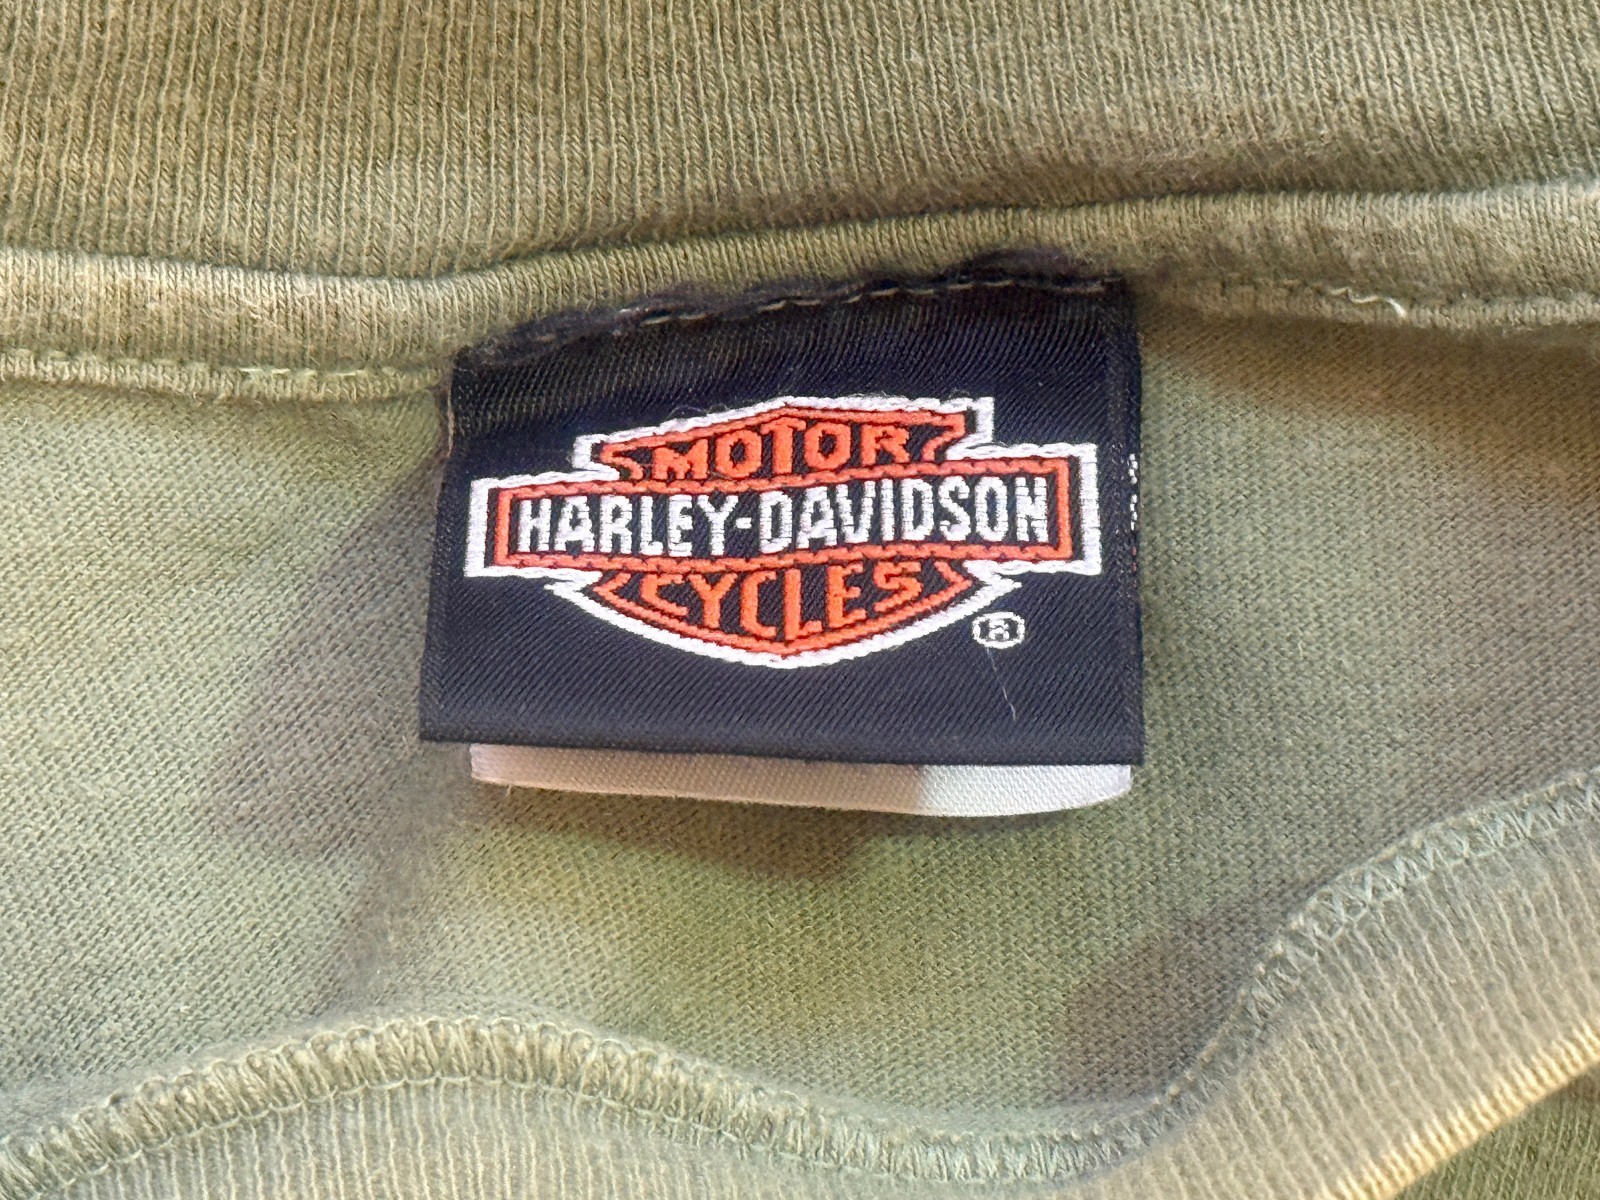 MOTOR
HARLEY-DAVIDSON
CYCLES
®